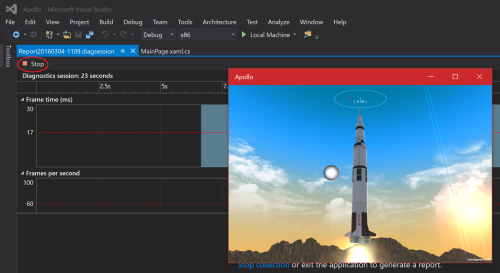 Apollo - Microsoft Visual Studio
File Edit View Project Build Debug Team Tools Architecture Test Analyze Window Help
Debug x86 Local Machine
Toolbox
Report20160304-1109.diagsession MainPage.xaml.cs
Stop
Diagnostics session: 23 seconds
2.5s 5s
Frame time (ms)
30
17
Frames per second
100
60
Apollo
Stop collection or exit the application to generate a report.